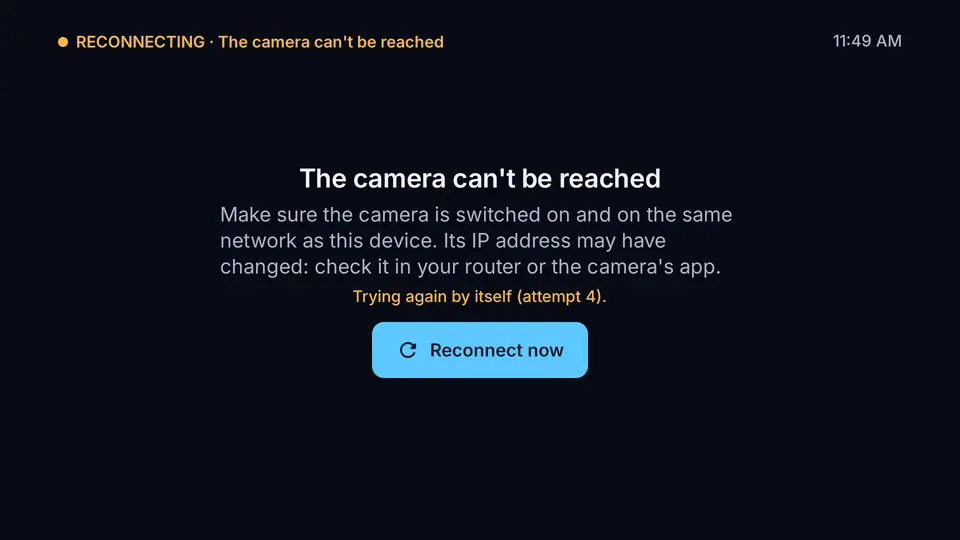 RECONNECTING · The camera can't be reached
11:49 AM
The camera can't be reached
Make sure the camera is switched on and on the same
network as this device. Its IP address may have
changed: check it in your router or the camera's app.
Trying again by itself (attempt 4).
Reconnect now